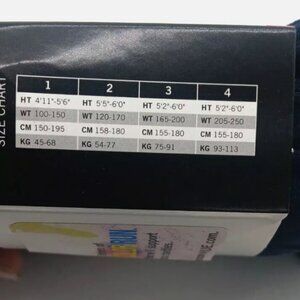 SIZE CHART
1 2 3 4
HT 4'11"-5'6" HT 5'5"-6'0" HT 5'2"-6'0" HT 5'2"-6'0"
WT 100-150 WT 120-170 WT 165-200 WT 205-250
CM 150-195 CM 158-180 CM 155-180 CM 155-180
KG 45-68 KG 54-77 KG 75-91 KG 93-113
support